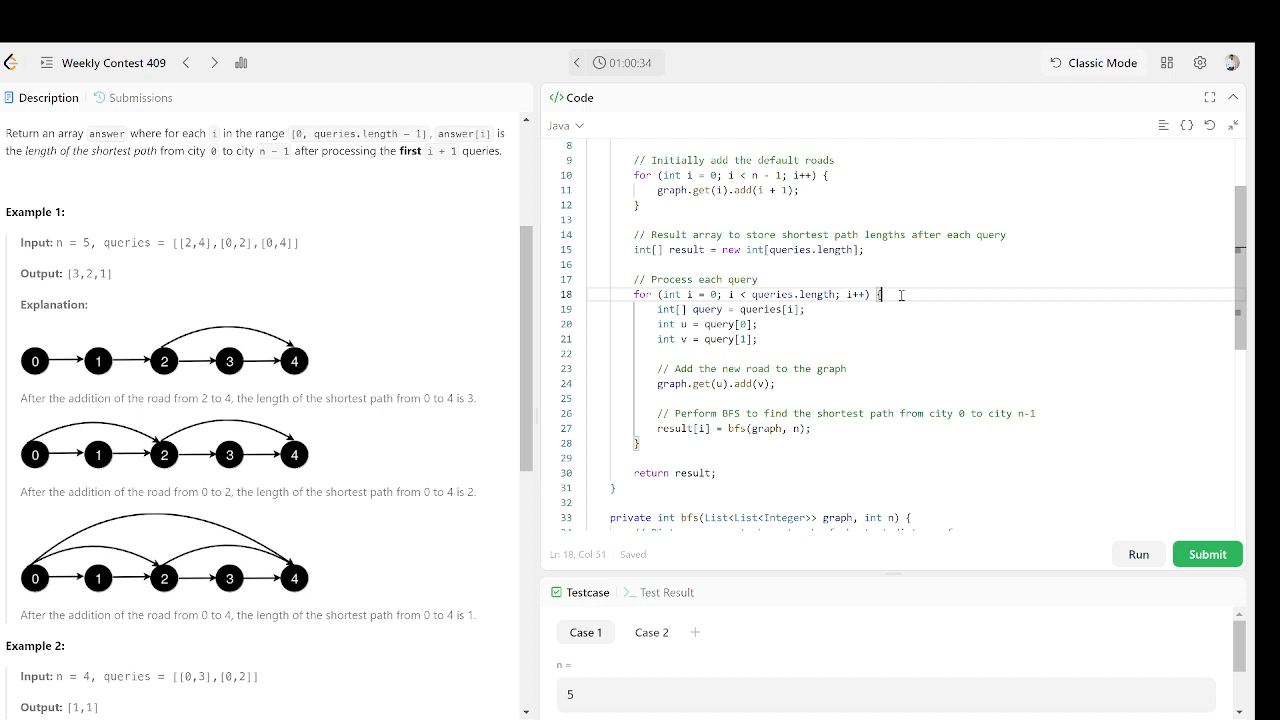 Weekly Contest 409
01:00:34
Classic Mode
Description
Submissions
Return an array answer where for each i in the range [0, queries.length - 1], answer[i] is
the length of the shortest path from city 0 to city n - 1 after processing the first i + 1 queries.
Example 1:
Input: n = 5, queries = [[2,4],[0,2],[0,4]]
Output: [3,2,1]
Explanation:
0 1 2 3 4
After the addition of the road from 2 to 4, the length of the shortest path from 0 to 4 is 3.
0 1 2 3 4
After the addition of the road from 0 to 2, the length of the shortest path from 0 to 4 is 2.
0 1 2 3 4
After the addition of the road from 0 to 4, the length of the shortest path from 0 to 4 is 1.
Example 2:
Input: n = 4, queries = [[0,3],[0,2]]
Output: [1,1]
</> Code
Java
8
9 // Initially add the default roads
10 for (int i = 0; i < n - 1; i++) {
11 graph.get(i).add(i + 1);
12 }
13
14 // Result array to store shortest path lengths after each query
15 int[] result = new int[queries.length];
16
17 // Process each query
18 for (int i = 0; i < queries.length; i++) {
19 int[] query = queries[i];
20 int u = query[0];
21 int v = query[1];
22
23 // Add the new road to the graph
24 graph.get(u).add(v);
25
26 // Perform BFS to find the shortest path from city 0 to city n-1
27 result[i] = bfs(graph, n);
28 }
29
30 return result;
31 }
32
33 private int bfs(List<List<Integer>> graph, int n) {
Ln 18, Col 51 Saved
Run
Submit
Testcase
Test Result
Case 1
Case 2
n =
5